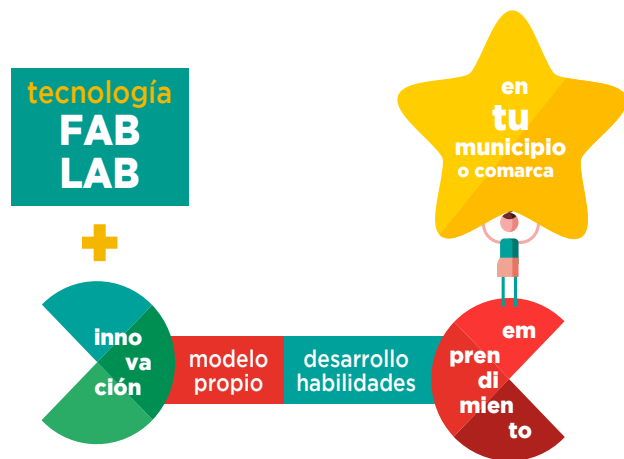 tecnología
FAB
LAB
en
tu
municipio
o comarca
inno
va
ción
modelo
propio
desarrollo
habilidades
em
pren
di
mien
to